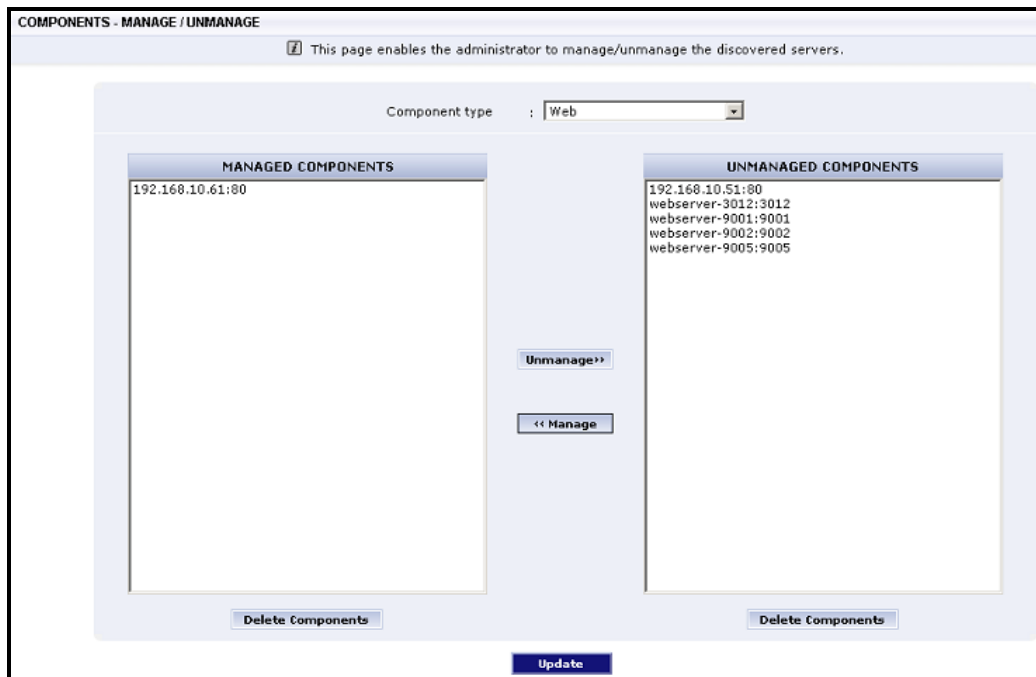 COMPONENTS - MANAGE / UNMANAGE
i This page enables the administrator to manage/unmanage the discovered servers.
Component type : Web
MANAGED COMPONENTS
192.168.10.61:80
Unmanage››
‹‹ Manage
UNMANAGED COMPONENTS
192.168.10.51:80
webserver-3012:3012
webserver-9001:9001
webserver-9002:9002
webserver-9005:9005
Delete Components
Delete Components
Update